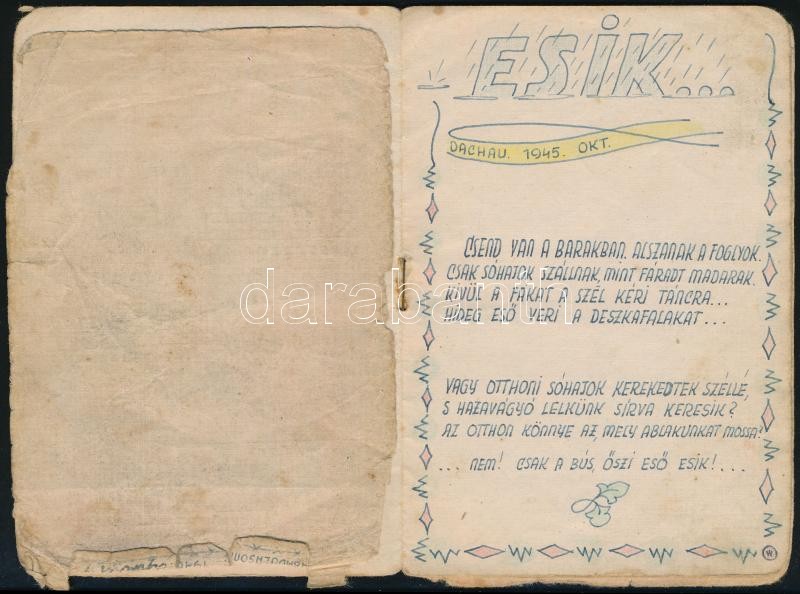 ESIK...
DACHAU. 1945. OKT.
CSEND VAN A BARAKBAN. ALSZANAK A FOGLYOK.
CSAK SÓHAJOK SZÁLLNAK, MINT FÁRADT MADARAK.
KIVÜL A FÁKAT A SZÉL KÉRI TÁNCRA...
HIDEG ESŐ VERI A DESZKAFALAKAT...
VAGY OTTHONI SÓHAJOK KEREKEDTEK SZÉLLÉ,
S HAZAVÁGYÓ LELKÜNK SÍRVA KERESIK?
AZ OTTHON KÖNNYE AZ, MELY ABLAKUNKAT MOSSA?
... NEM! CSAK A BÚS, ŐSZI ESŐ ESIK!...
W
darabanth